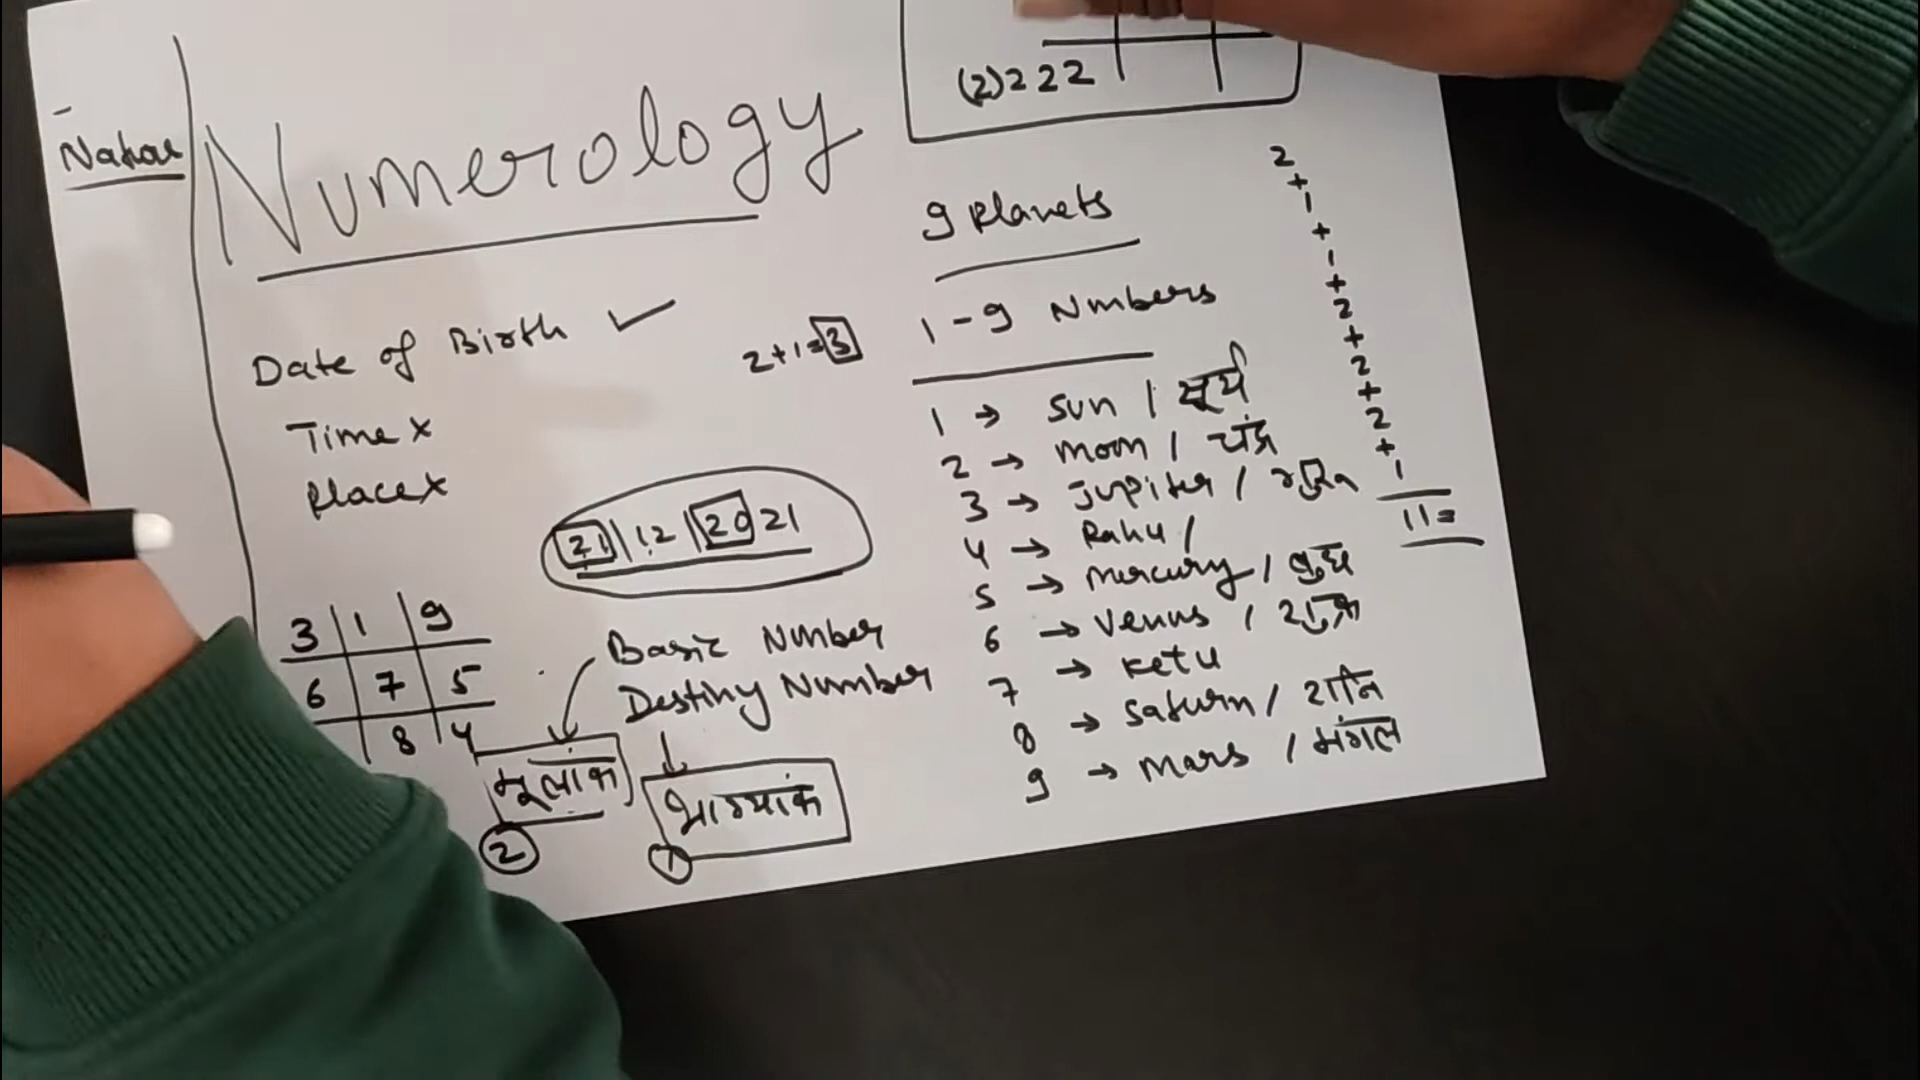 (2)222
Numerology
9 Planets
1-9 Numbers
Date of Birth ✓
Time x
Place x
2+1=3
21|12|2021
2
+
1
+
1
+
2
+
2
+
2
+
1
11=
1 → Sun / सूर्य
2 → Moon / चंद्र
3 → Jupiter /
4 → Rahu /
5 → Mercury / बुध
6 → Venus / शुक्र
7 → Ketu
8 → Saturn / शनि
9 → Mars / मंगल
3 | 1 | 9
6 | 7 | 5
8 | 4
Basic Number
Destiny Number
मूलांक
2
भाग्यांक